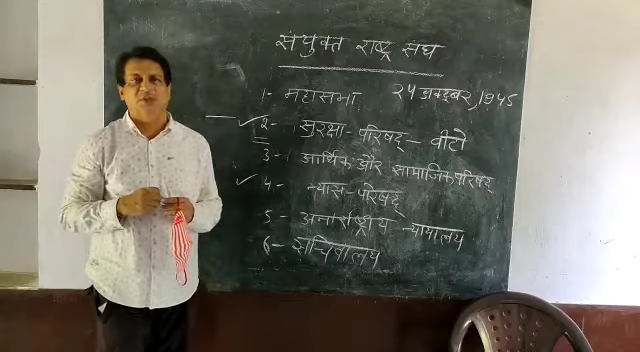 संयुक्त राष्ट्र संघ
1- महासभा २४ अक्टूबर, 1945
2- सुरक्षा-परिषद् - वीटो
3- आर्थिक और सामाजिक परिषद्
4- न्यास-परिषद्
5- अन्तर्राष्ट्रीय न्यायालय
6- सचिवालय